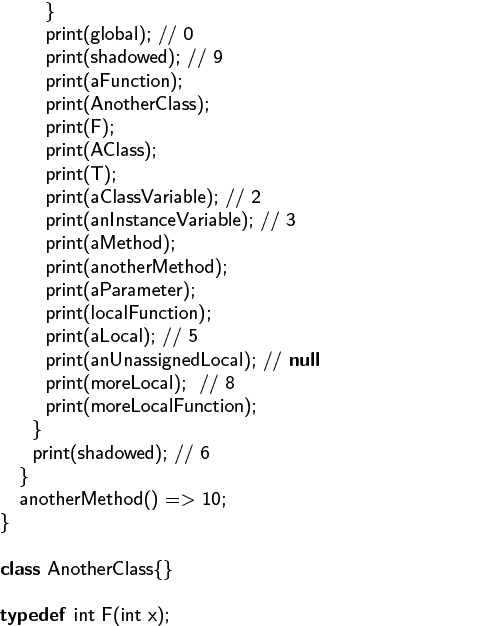 }
print(global); // 0
print(shadowed); // 9
print(aFunction);
print(AnotherClass);
print(F);
print(AClass);
print(T);
print(aClassVariable); // 2
print(anInstanceVariable); // 3
print(aMethod);
print(anotherMethod);
print(aParameter);
print(localFunction);
print(aLocal); // 5
print(anUnassignedLocal); // null
print(moreLocal); // 8
print(moreLocalFunction);
}
print(shadowed); // 6
}
anotherMethod() => 10;
}
class AnotherClass{}
typedef int F(int x);